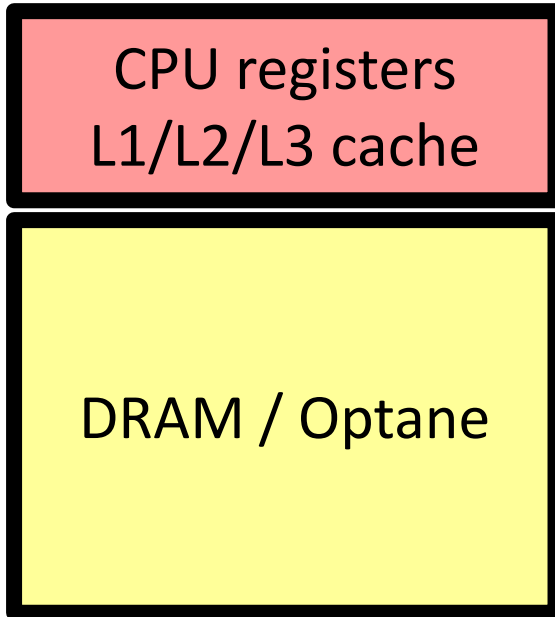 CPU registers
L1/L2/L3 cache
DRAM / Optane